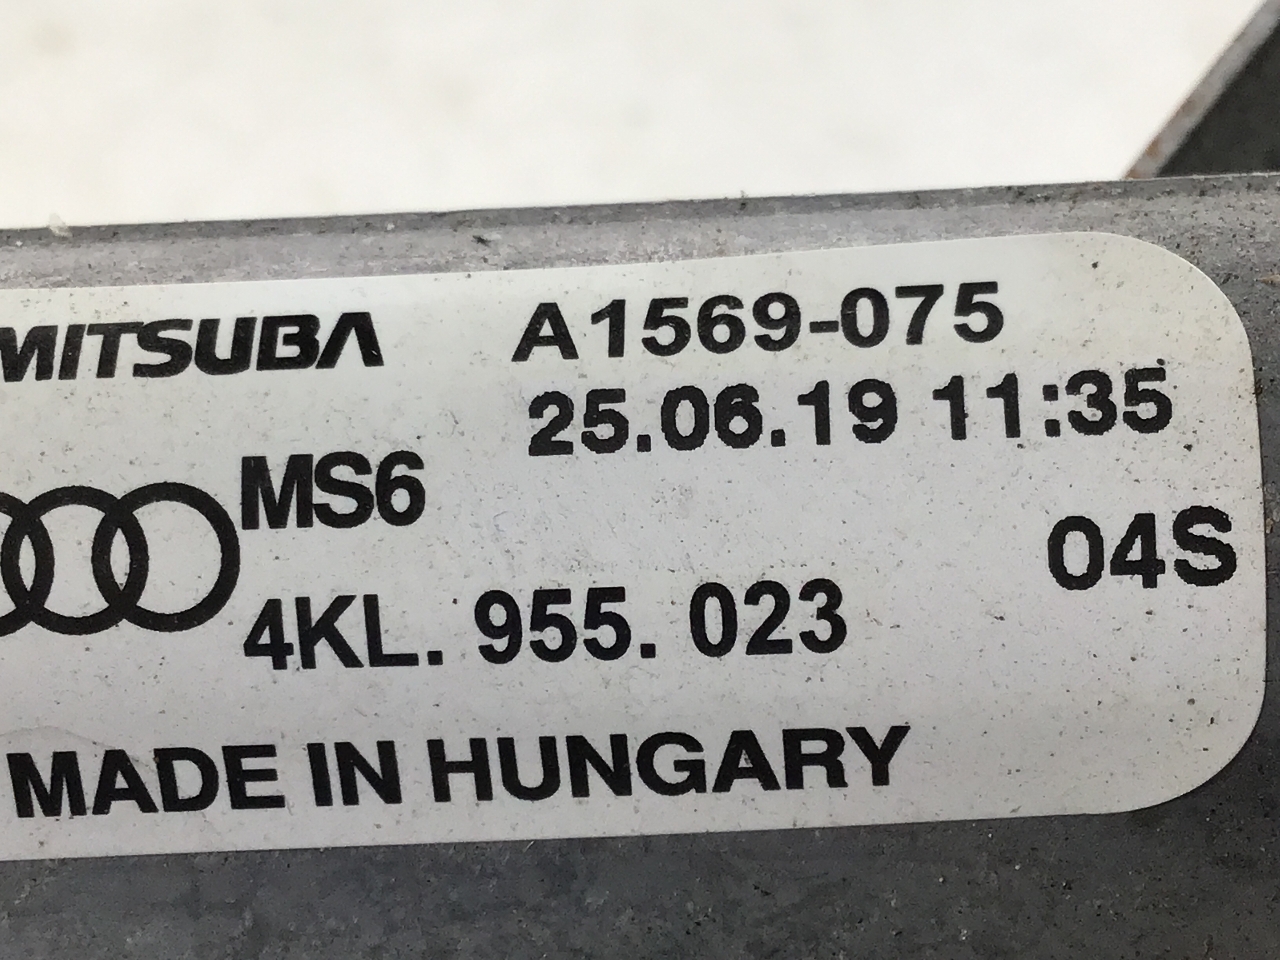 MITSUBA A1569-075
25.06.19 11:35
MS6
04S
4KL. 955. 023
MADE IN HUNGARY